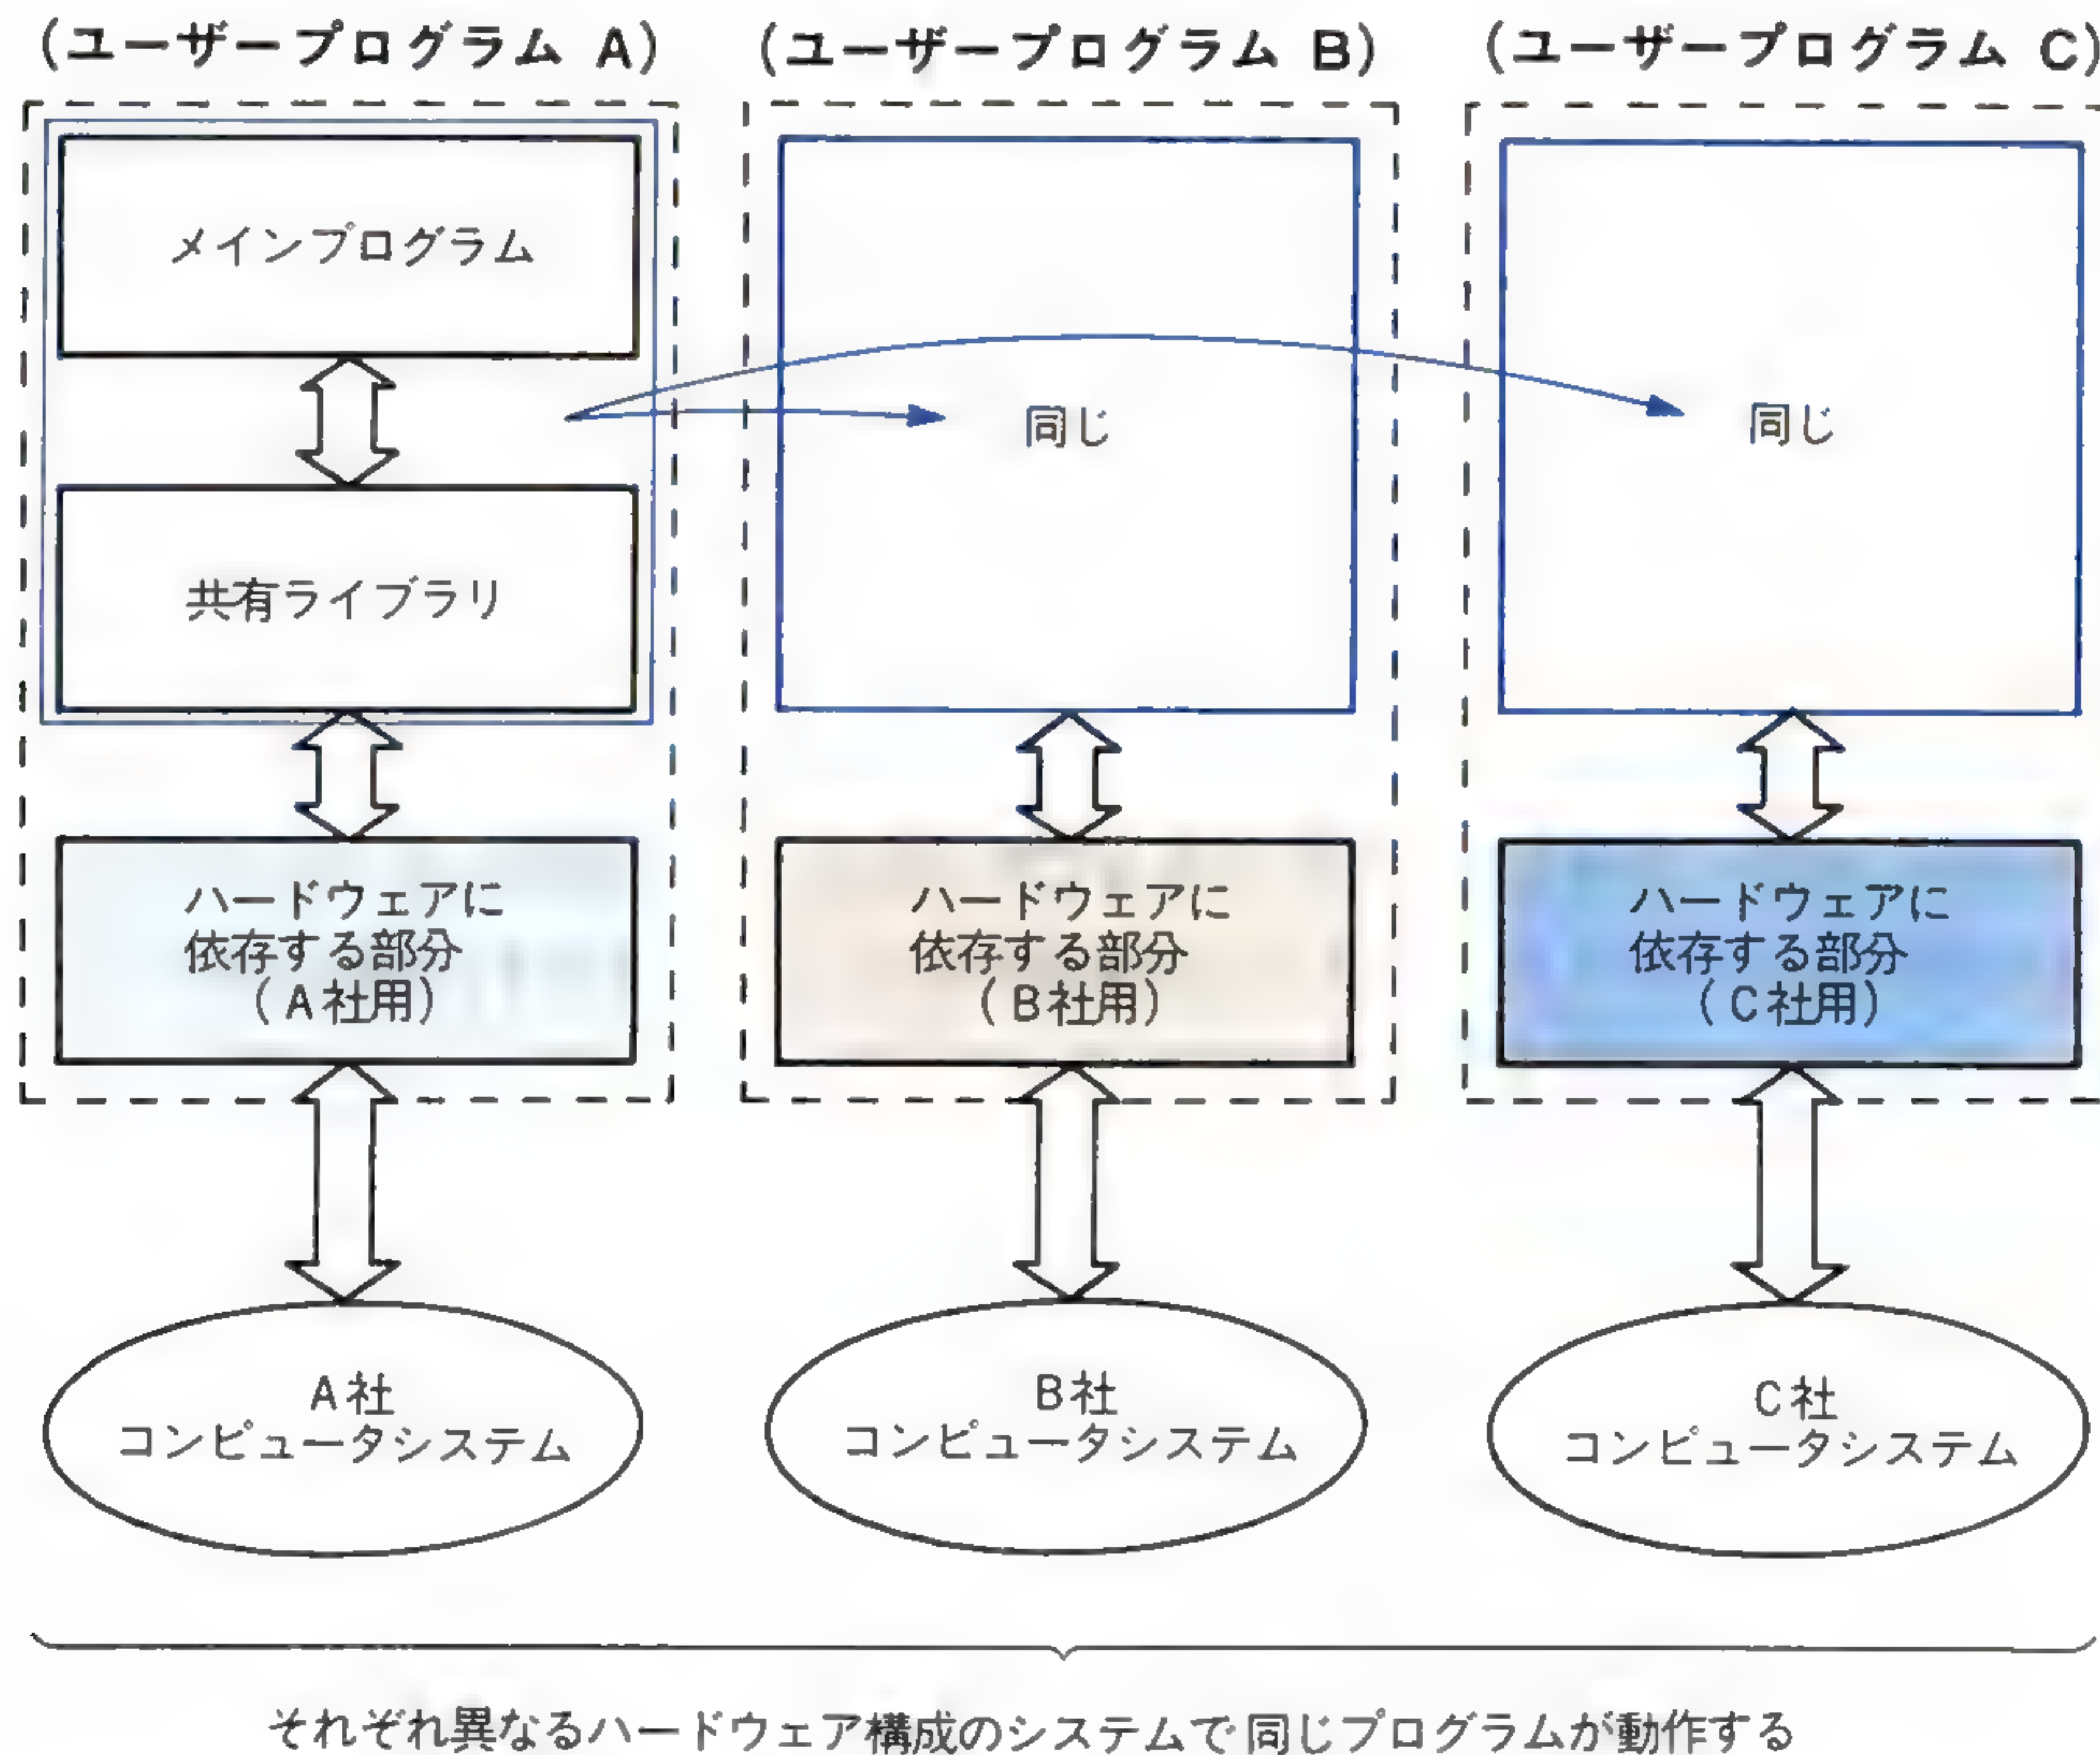 (ユーザープログラム A)
(ユーザープログラム B)
(ユーザープログラム C)
メインプログラム
共有ライブラリ
同じ
同じ
ハードウェアに
依存する部分
(A社用)
ハードウェアに
依存する部分
(B社用)
ハードウェアに
依存する部分
(C社用)
A社
コンピュータシステム
B社
コンピュータシステム
C社
コンピュータシステム
それぞれ異なるハードウェア構成のシステムで同じプログラムが動作する